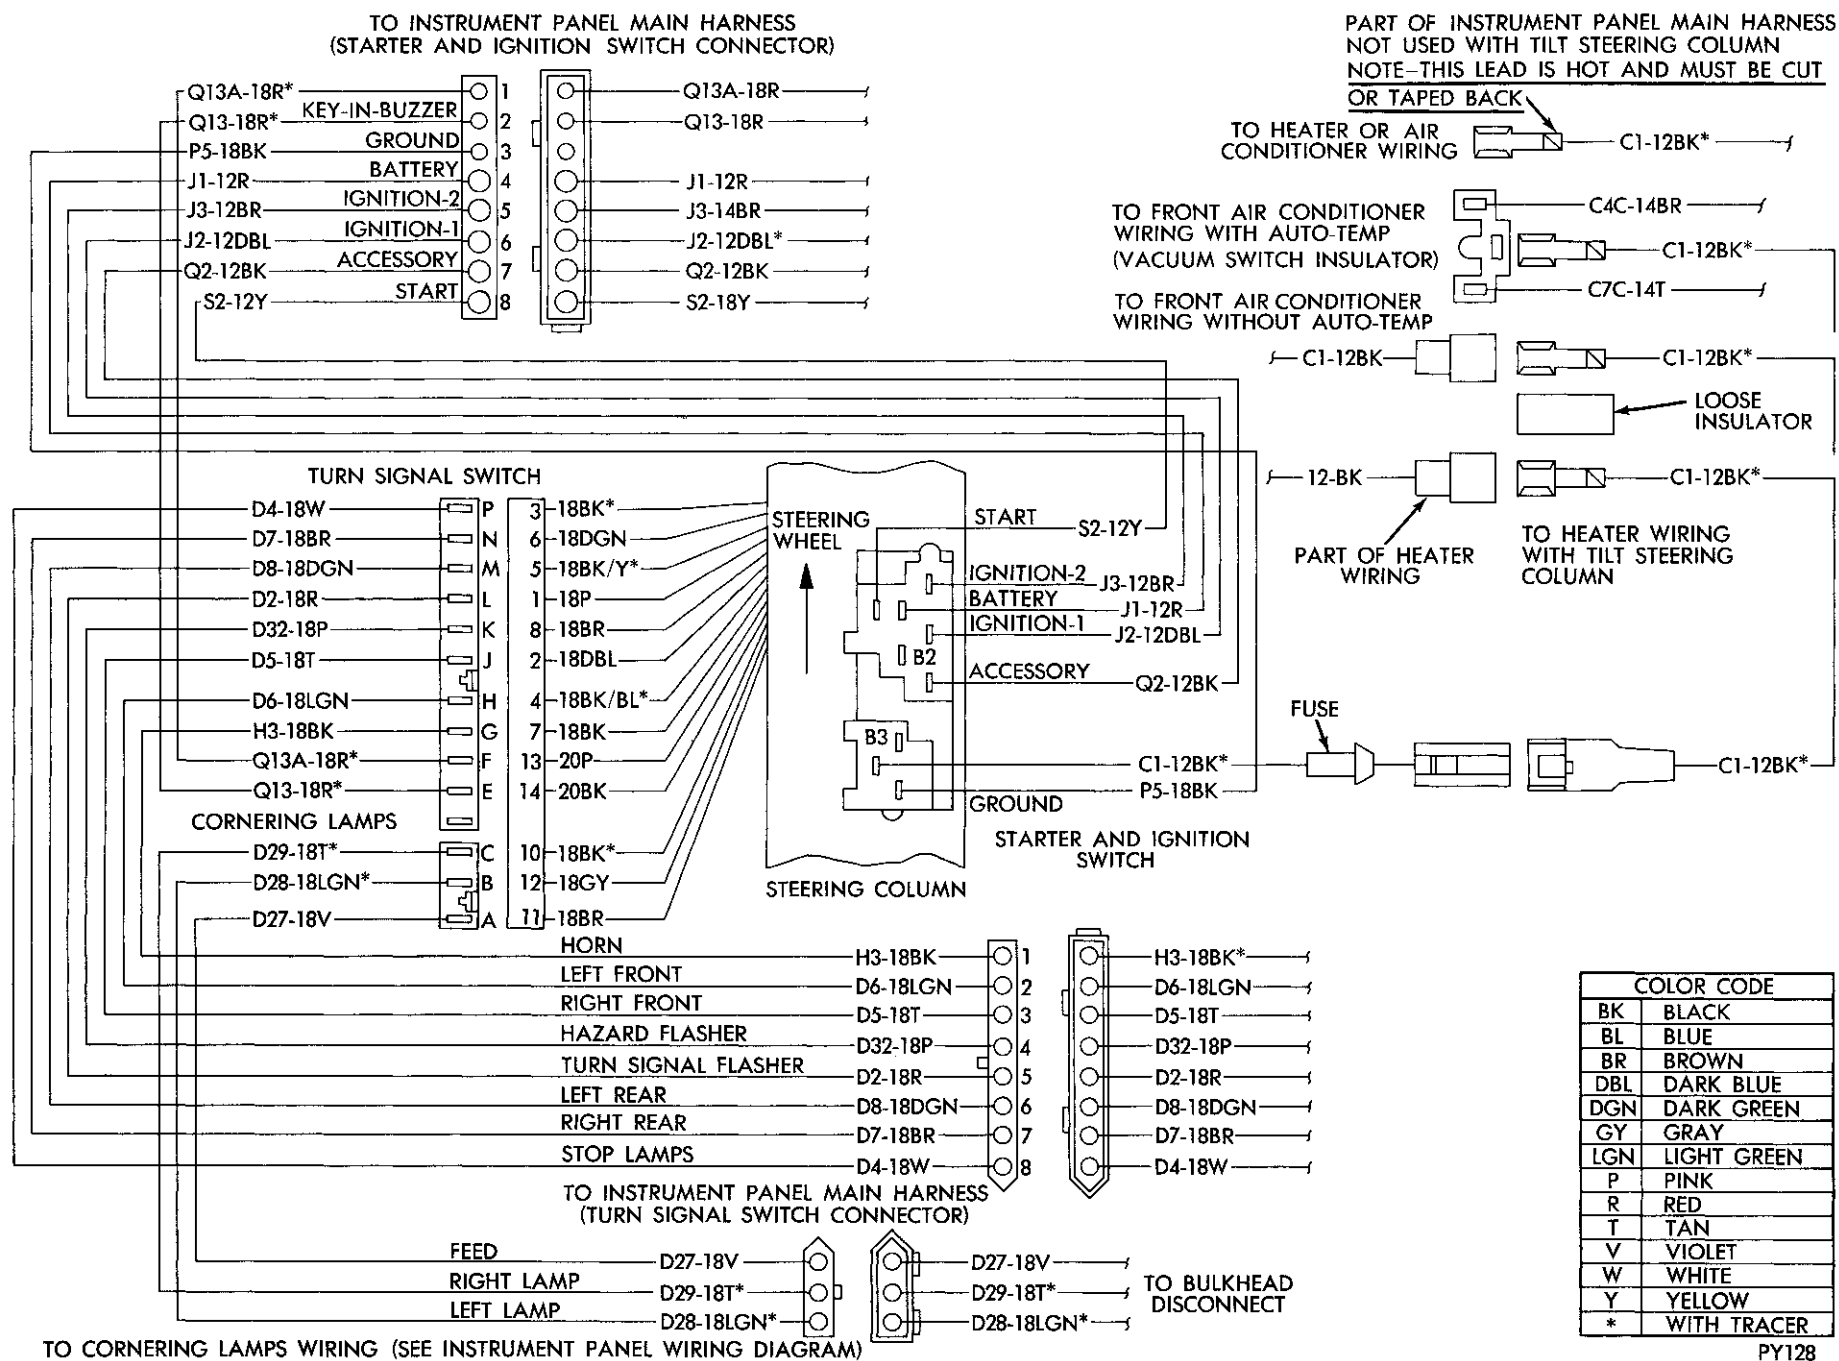 TO INSTRUMENT PANEL MAIN HARNESS
(STARTER AND IGNITION SWITCH CONNECTOR)
Q13A-18R* 1 Q13A-18R
Q13-18R* KEY-IN-BUZZER 2 Q13-18R
P5-18BK GROUND 3
J1-12R BATTERY 4 J1-12R
J3-12BR IGNITION-2 5 J3-14BR
J2-12DBL IGNITION-1 6 J2-12DBL*
Q2-12BK ACCESSORY 7 Q2-12BK
S2-12Y START 8 S2-18Y
PART OF INSTRUMENT PANEL MAIN HARNESS
NOT USED WITH TILT STEERING COLUMN
NOTE-THIS LEAD IS HOT AND MUST BE CUT
OR TAPED BACK
TO HEATER OR AIR
CONDITIONER WIRING
C1-12BK*
TO FRONT AIR CONDITIONER
WIRING WITH AUTO-TEMP
(VACUUM SWITCH INSULATOR)
C4C-14BR
C1-12BK*
C7C-14T
TO FRONT AIR CONDITIONER
WIRING WITHOUT AUTO-TEMP
C1-12BK C1-12BK*
LOOSE
INSULATOR
12-BK C1-12BK*
PART OF HEATER
WIRING
TO HEATER WIRING
WITH TILT STEERING
COLUMN
TURN SIGNAL SWITCH
D4-18W P 3 18BK*
D7-18BR N 6 18DGN
D8-18DGN M 5 18BK/Y*
D2-18R L 1 18P
D32-18P K 8 18BR
D5-18T J 2 18DBL
D6-18LGN H 4 18BK/BL*
H3-18BK G 7 18BK
Q13A-18R* F 13 20P
Q13-18R* E 14 20BK
CORNERING LAMPS
D29-18T* C 10 18BK*
D28-18LGN* B 12 18GY
D27-18V A 11 18BR
STEERING
WHEEL
START S2-12Y
IGNITION-2 J3-12BR
BATTERY J1-12R
IGNITION-1 J2-12DBL
B2
ACCESSORY Q2-12BK
B3
C1-12BK*
P5-18BK
GROUND
STARTER AND IGNITION
SWITCH
STEERING COLUMN
FUSE
C1-12BK*
HORN H3-18BK 1 H3-18BK*
LEFT FRONT D6-18LGN 2 D6-18LGN
RIGHT FRONT D5-18T 3 D5-18T
HAZARD FLASHER D32-18P 4 D32-18P
TURN SIGNAL FLASHER D2-18R 5 D2-18R
LEFT REAR D8-18DGN 6 D8-18DGN
RIGHT REAR D7-18BR 7 D7-18BR
STOP LAMPS D4-18W 8 D4-18W
TO INSTRUMENT PANEL MAIN HARNESS
(TURN SIGNAL SWITCH CONNECTOR)
FEED D27-18V D27-18V
RIGHT LAMP D29-18T* D29-18T*
LEFT LAMP D28-18LGN* D28-18LGN*
TO BULKHEAD
DISCONNECT
TO CORNERING LAMPS WIRING (SEE INSTRUMENT PANEL WIRING DIAGRAM)
COLOR CODE
BK BLACK
BL BLUE
BR BROWN
DBL DARK BLUE
DGN DARK GREEN
GY GRAY
LGN LIGHT GREEN
P PINK
R RED
T TAN
V VIOLET
W WHITE
Y YELLOW
* WITH TRACER
PY128